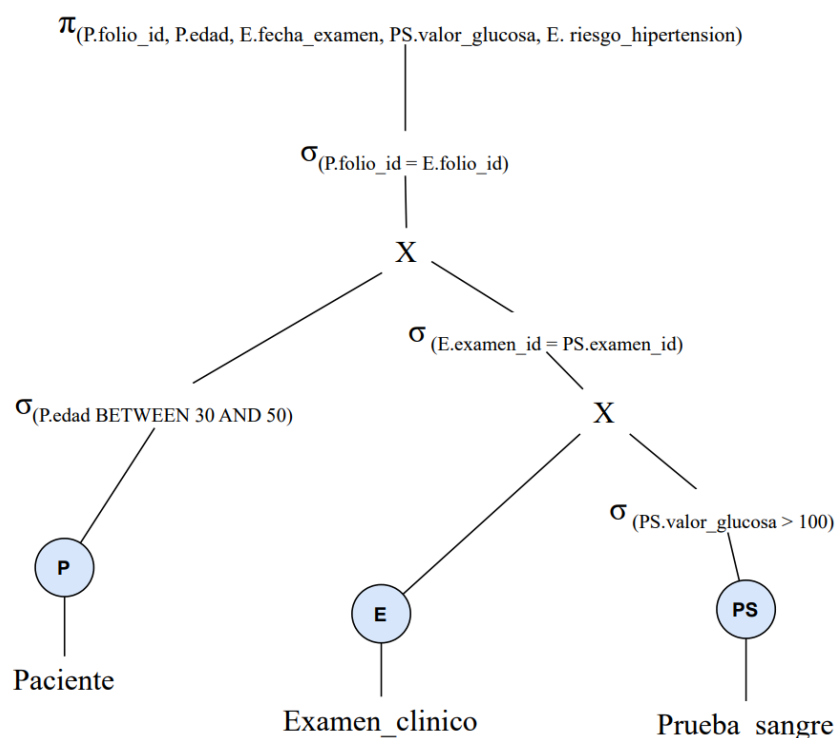 π(P.folio_id, P.edad, E.fecha_examen, PS.valor_glucosa, E. riesgo_hipertension)
σ(P.folio_id = E.folio_id)
X
σ (E.examen_id = PS.examen_id)
σ(P.edad BETWEEN 30 AND 50)
X
σ (PS.valor_glucosa > 100)
P
E
PS
Paciente
Examen_clinico
Prueba_sangre